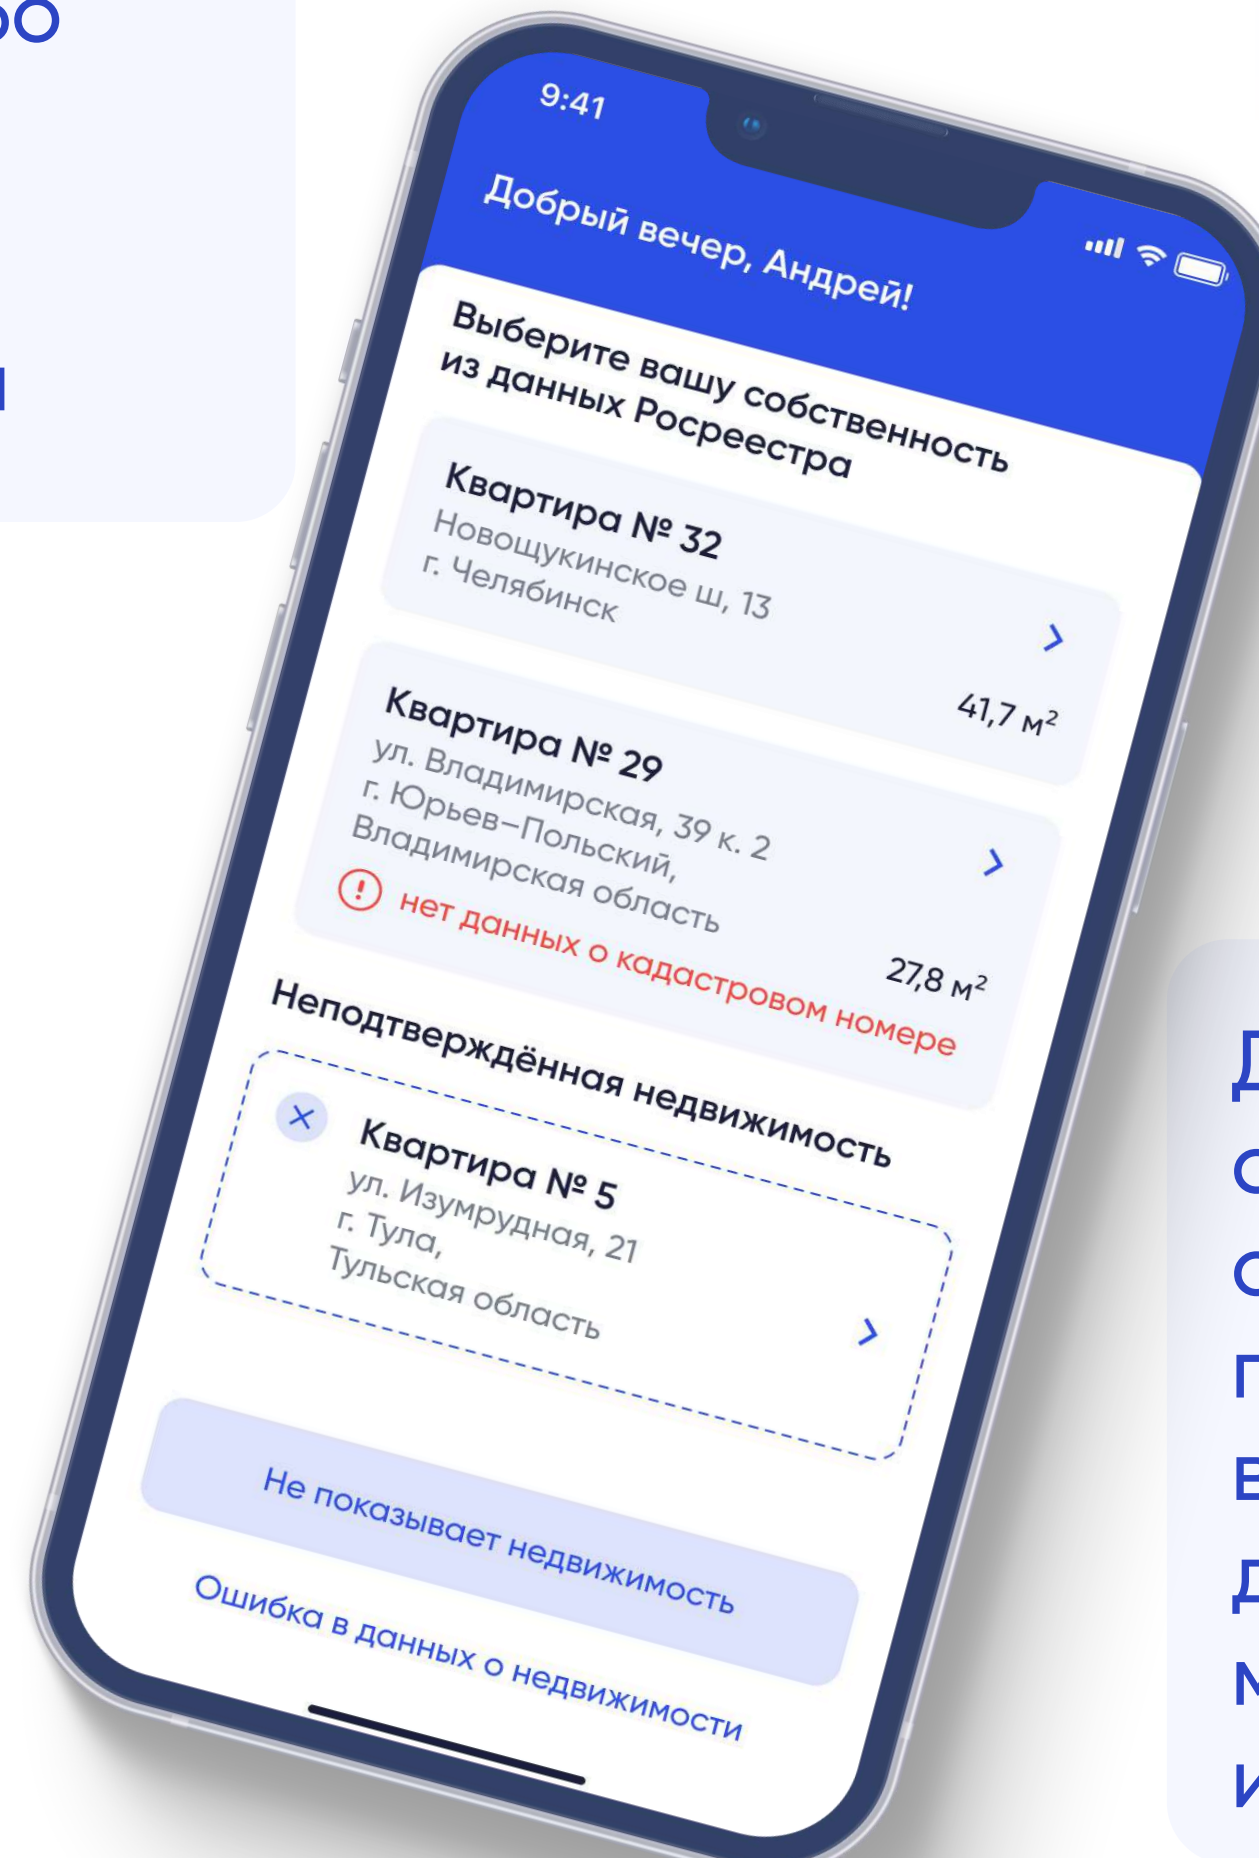 9:41
Добрый вечер, Андрей!
Выберите вашу собственность
из данных Росреестра
Квартира № 32
Новощукинское ш, 13
г. Челябинск
41,7 м²
Квартира № 29
ул. Владимирская, 39 к. 2
г. Юрьев-Польский,
Владимирская область
27,8 м²
нет данных о кадастровом номере
Неподтверждённая недвижимость
Квартира № 5
ул. Изумрудная, 21
г. Тула,
Тульская область
Не показывает недвижимость
Ошибка в данных о недвижимости